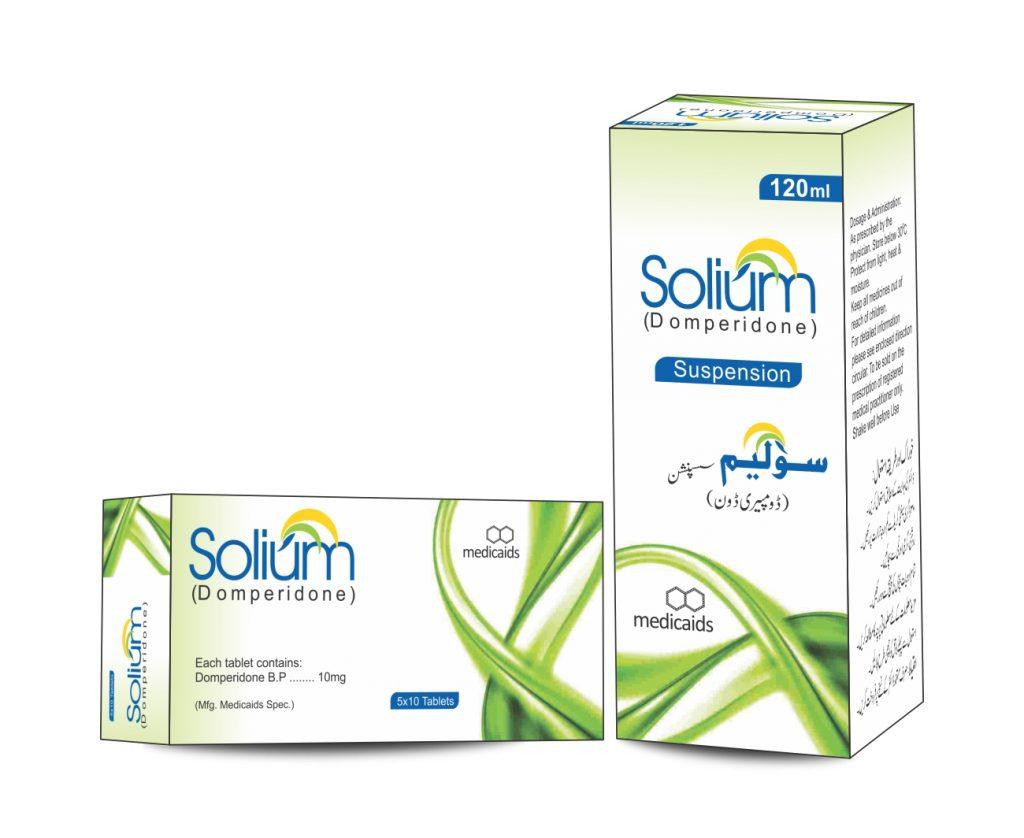 Solium
(Domperidone)
medicaids
Each tablet contains:
Domperidone B.P ........ 10mg
(Mfg. Medicaids Spec.)
5x10 Tablets
Solium
(Domperidone)
Solium
(Domperidone)
120ml
Solium
(Domperidone)
Suspension
سولیم سسپنشن
(ڈومپیری ڈون)
medicaids
Dosage & Administration:
As prescribed by the
physician. Store below 30°C
Protect from light, heat &
moisture.
Keep all medicines out of
reach of children.
For detailed information
please see enclosed direction
circular. To be sold on the
prescription of registered
medical practitioner only.
Shake well before Use